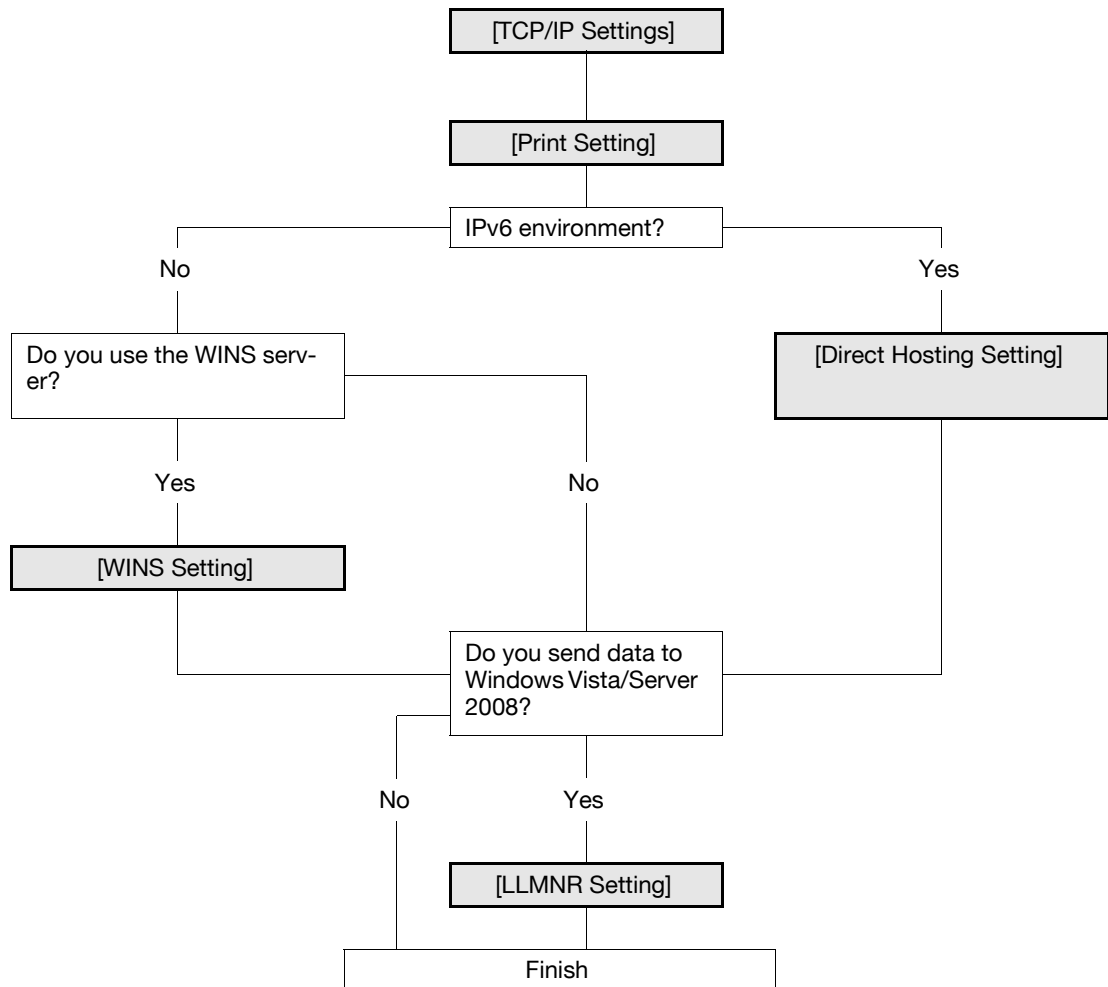 [TCP/IP Settings]
[Print Setting]
IPv6 environment?
No
Yes
Do you use the WINS serv-
er?
[Direct Hosting Setting]
Yes
No
[WINS Setting]
Do you send data to
Windows Vista/Server
2008?
No
Yes
[LLMNR Setting]
Finish